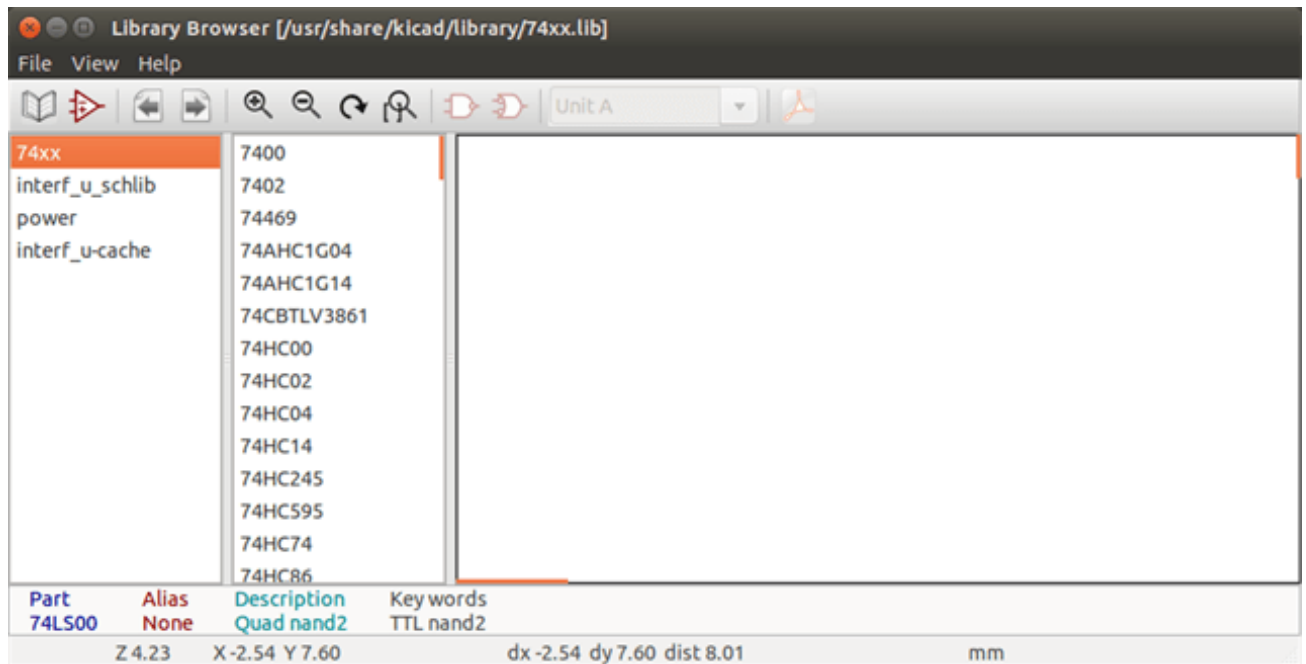 Library Browser [/usr/share/kicad/library/74xx.lib]
File View Help
Unit A
74xx
interf_u_schlib
power
interf_u-cache
7400
7402
74469
74AHC1G04
74AHC1G14
74CBTLV3861
74HC00
74HC02
74HC04
74HC14
74HC245
74HC595
74HC74
74HC86
Part Alias Description Key words
74LS00 None Quad nand2 TTL nand2
Z 4.23 X -2.54 Y 7.60 dx -2.54 dy 7.60 dist 8.01 mm